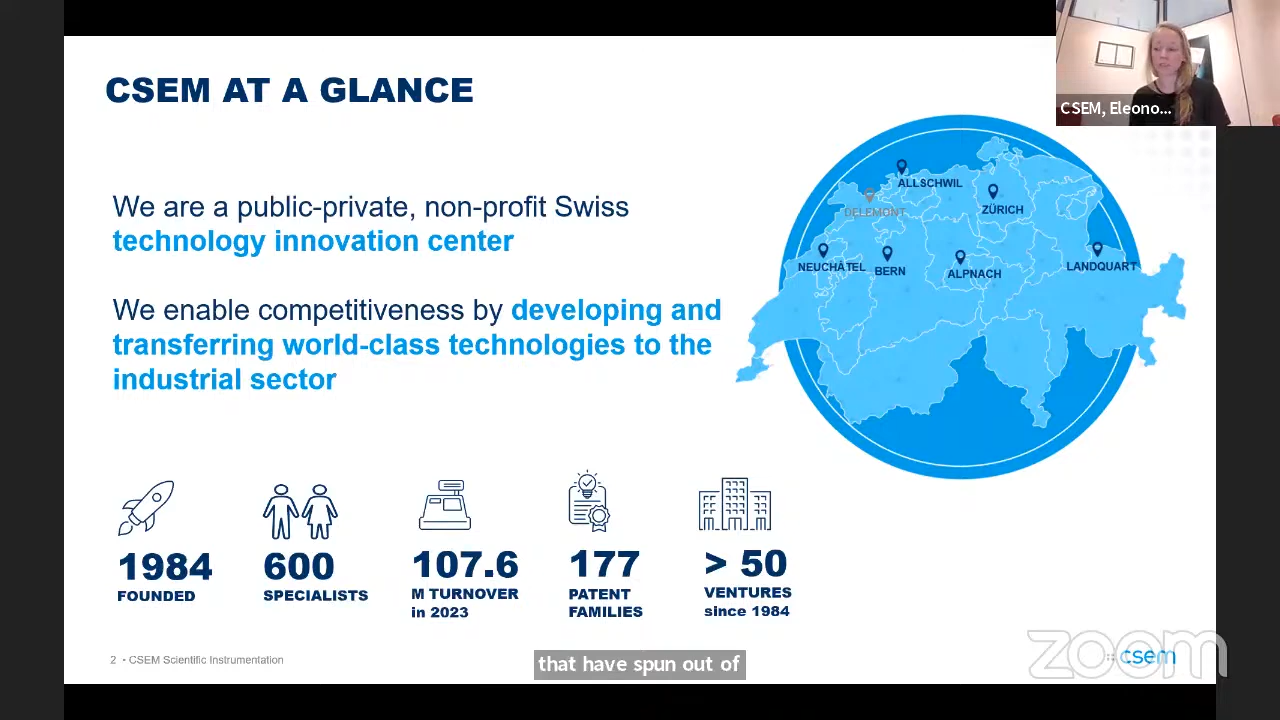 CSEM AT A GLANCE
CSEM, Eleono...
We are a public-private, non-profit Swiss
technology innovation center
We enable competitiveness by developing and
transferring world-class technologies to the
industrial sector
ALLSCHWIL
DELÉMONT
ZÜRICH
NEUCHÂTEL
BERN
ALPNACH
LANDQUART
1984
FOUNDED
600
SPECIALISTS
107.6
M TURNOVER
in 2023
177
PATENT
FAMILIES
> 50
VENTURES
since 1984
2 • CSEM Scientific Instrumentation
that have spun out of
csem
zoom